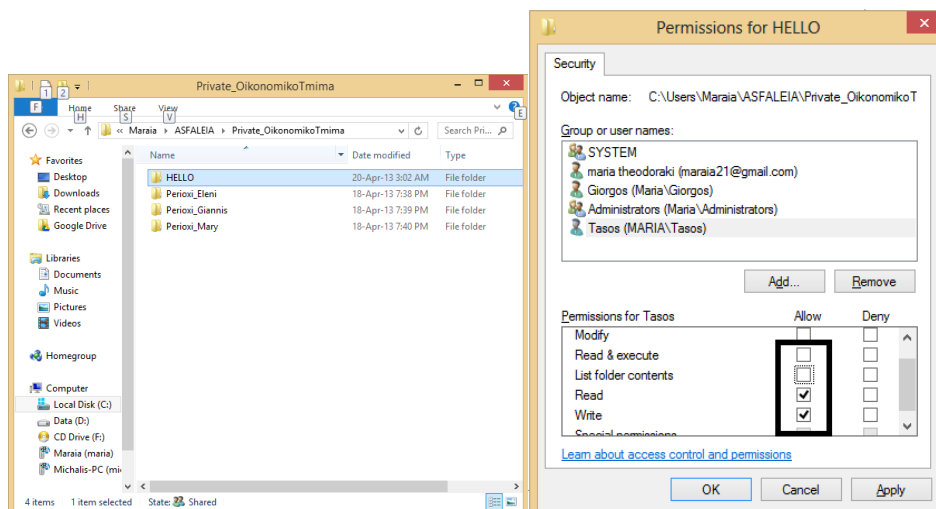 Private_OikonomikoTmima
1
2
F
Home
Share
View
H
S
V
E
Maraia ▸ ASFALEIA ▸ Private_OikonomikoTmima
Search Pri...
Favorites
Desktop
Downloads
Recent places
Google Drive
Libraries
Documents
Music
Pictures
Videos
Homegroup
Computer
Local Disk (C:)
Data (D:)
CD Drive (F:)
Maraia (maria)
Michalis-PC (mi
Name Date modified Type
HELLO 20-Apr-13 3:02 AM File folder
Perioxi_Eleni 18-Apr-13 7:38 PM File folder
Perioxi_Giannis 18-Apr-13 7:39 PM File folder
Perioxi_Mary 18-Apr-13 7:40 PM File folder
4 items 1 item selected State: Shared
Permissions for HELLO
Security
Object name: C:\Users\Maraia\ASFALEIA\Private_OikonomikoT
Group or user names:
SYSTEM
maria theodoraki (maraia21@gmail.com)
Giorgos (Maria\Giorgos)
Administrators (Maria\Administrators)
Tasos (MARIA\Tasos)
Add... Remove
Permissions for Tasos Allow Deny
Modify
Read & execute
List folder contents
Read
Write
Special permissions
Learn about access control and permissions
OK Cancel Apply